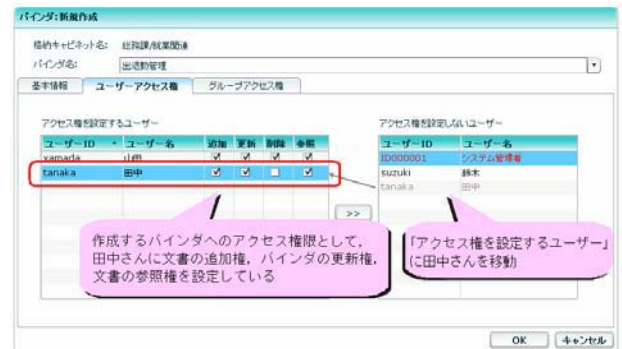 バインダ:新規作成
格納キャビネット名: 総務課/就業関連
バインダ名: 出退勤管理
基本情報 ユーザーアクセス権 グループアクセス権
アクセス権を設定するユーザー
ユーザーID ユーザー名 追加 更新 削除 参照
yamada 山田
tanaka 田中
>>
アクセス権を設定しないユーザー
ユーザーID ユーザー名
ID000001 システム管理者
suzuki 鈴木
tanaka 田中
作成するバインダへのアクセス権限として,
田中さんに文書の追加権, バインダの更新権,
文書の参照権を設定している
「アクセス権を設定するユーザー」
に田中さんを移動
OK キャンセル